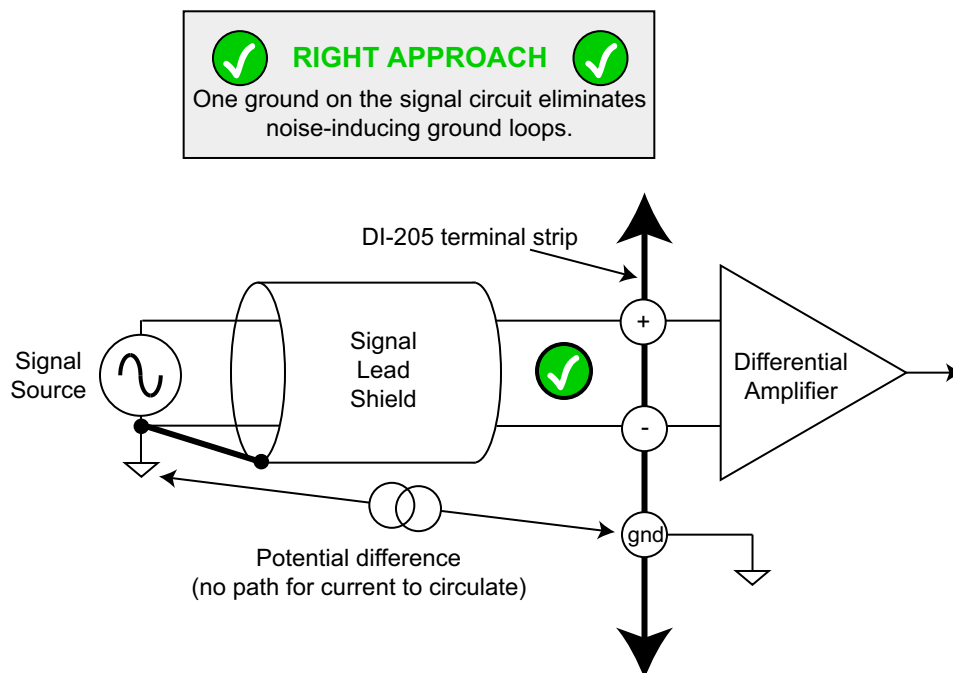 RIGHT APPROACH
One ground on the signal circuit eliminates
noise-inducing ground loops.
DI-205 terminal strip
Signal
Source
Signal
Lead
Shield
+
-
Differential
Amplifier
gnd
Potential difference
(no path for current to circulate)